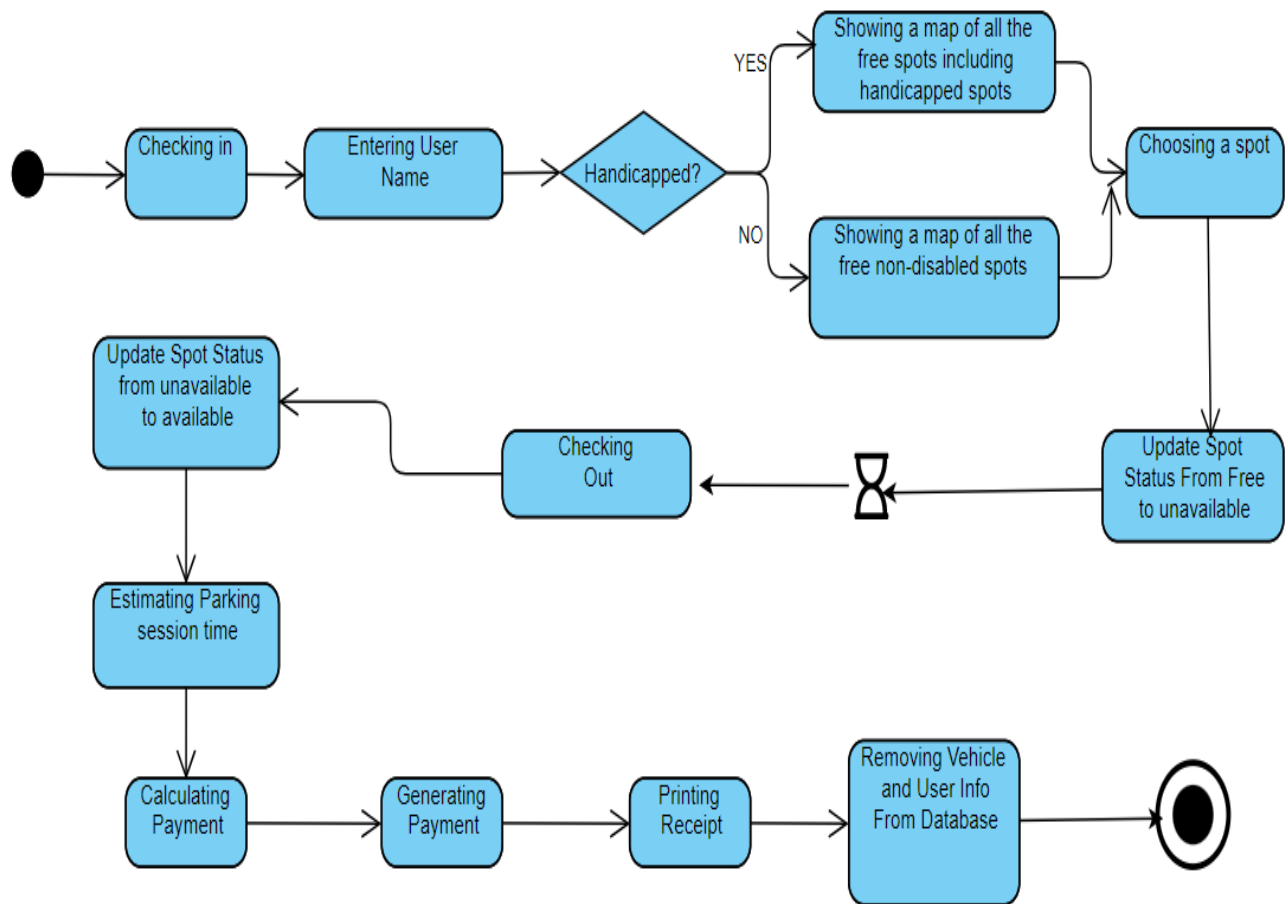 Checking in
Entering User
Name
Handicapped?
YES
Showing a map of all the
free spots including
handicapped spots
NO
Showing a map of all the
free non-disabled spots
Choosing a spot
Update Spot
Status From Free
to unavailable
Checking
Out
Update Spot Status
from unavailable
to available
Estimating Parking
session time
Calculating
Payment
Generating
Payment
Printing
Receipt
Removing Vehicle
and User Info
From Database